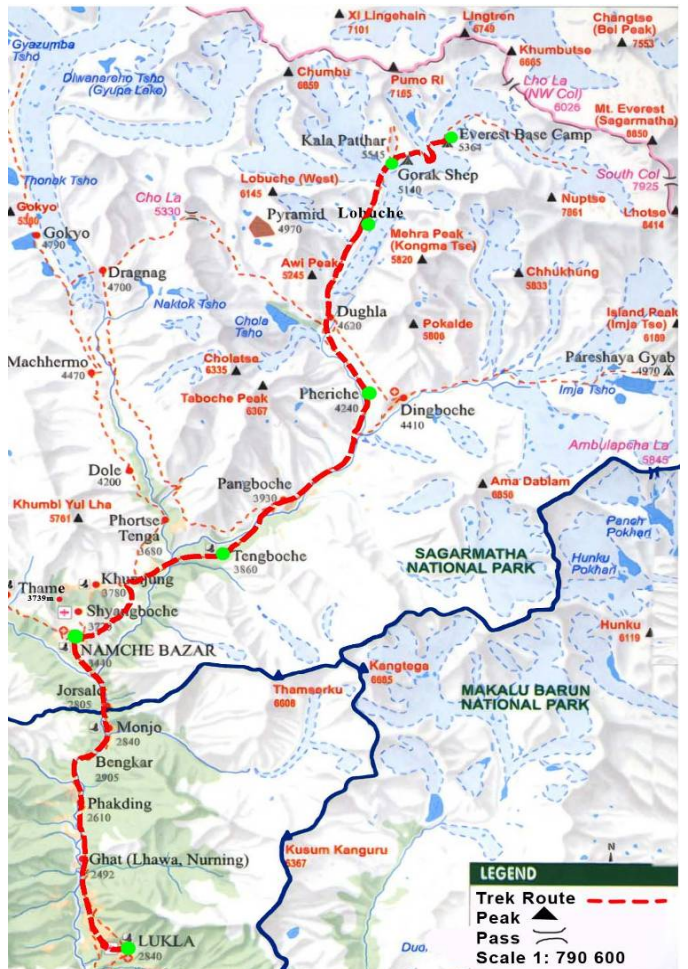 Xi Lingchain
7101
Lingtren
6749
Changtse
(Bei Peak)
7553
Gyazumba
Tsho
Khumbutse
6665
Diwanareho Tsho
(Gyupa Lake)
Chumbu
6859
Pumo RI
7165
Lho La
(NW Col)
6026
Mt. Everest
(Sagarmatha)
8850
Kala Patthar
5545
Everest Base Camp
5364
Gorak Shep
5140
South Col
7925
Thonak Tsho
Cho La
5330
Lobuche (West)
6145
Nuptse
7861
Lhotse
8414
Gokyo
5360
Gokyo
4790
Pyramid
4970
Lobuche
Mehra Peak
(Kongma Tse)
5820
Dragnag
4700
Awi Peak
5245
Chhukhung
5833
Naktok Tsho
Chola
Tsho
Dughla
4620
Pokalde
5806
Island Peak
(Imja Tse)
6189
Machhermo
4470
Cholatse
6335
Pareshaya Gyab
4970
Taboche Peak
6367
Pheriche
4240
Dingboche
4410
Imja Tsho
Ambulapcha La
5845
Dole
4200
Pangboche
3930
Ama Dablam
6856
Khumbi Yul Lha
5761
Phortse
Tenga
3680
Panch
Pokhari
Tengboche
3860
SAGARMATHA
NATIONAL PARK
Hunku
Pokhari
Thame
3739m
Khumjung
3780
Shyangboche
NAMCHE BAZAR
3440
Hunku
6119
Kangtega
6685
Thamserku
6608
MAKALU BARUN
NATIONAL PARK
Jorsale
2805
Monjo
2840
Bengkar
2905
Phakding
2610
Kusum Kanguru
6367
N
Ghat (Lhawa, Nurning)
2492
LEGEND
Trek Route
Peak
Pass
Scale 1: 790 600
LUKLA
2840